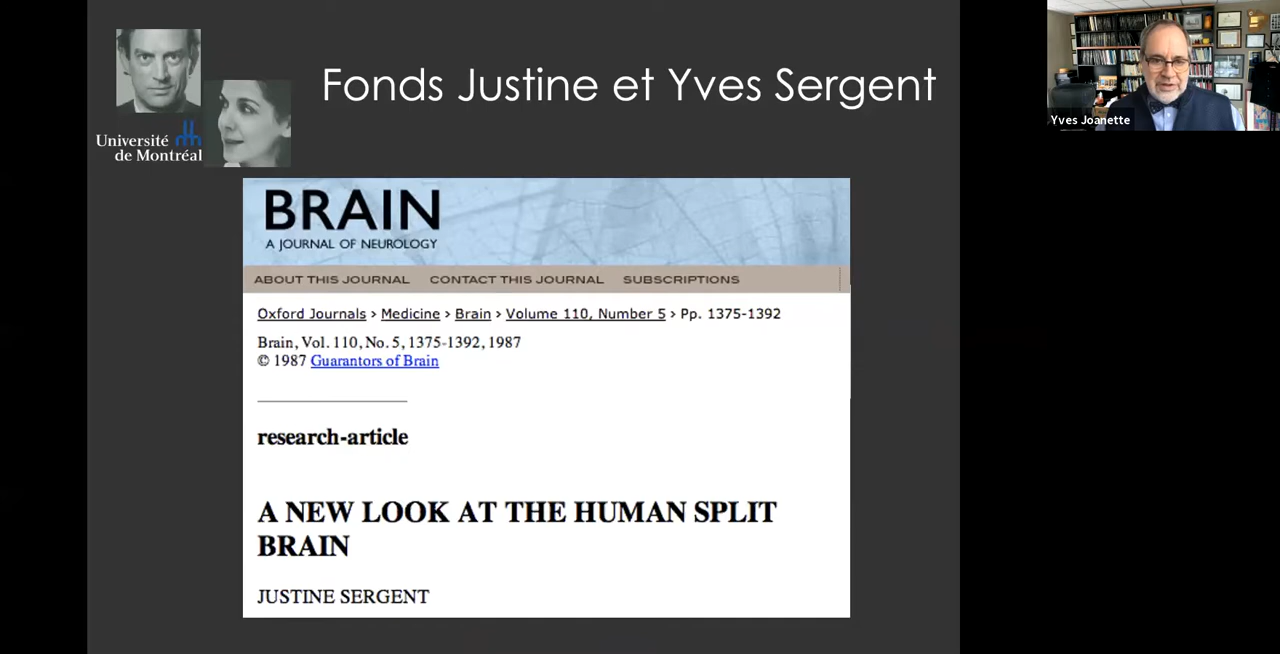 Fonds Justine et Yves Sergent
Université
de Montréal
Yves Joanette
BRAIN
A JOURNAL OF NEUROLOGY
ABOUT THIS JOURNAL CONTACT THIS JOURNAL SUBSCRIPTIONS
Oxford Journals > Medicine > Brain > Volume 110, Number 5 > Pp. 1375-1392
Brain, Vol. 110, No. 5, 1375-1392, 1987
© 1987 Guarantors of Brain
research-article
A NEW LOOK AT THE HUMAN SPLIT
BRAIN
JUSTINE SERGENT